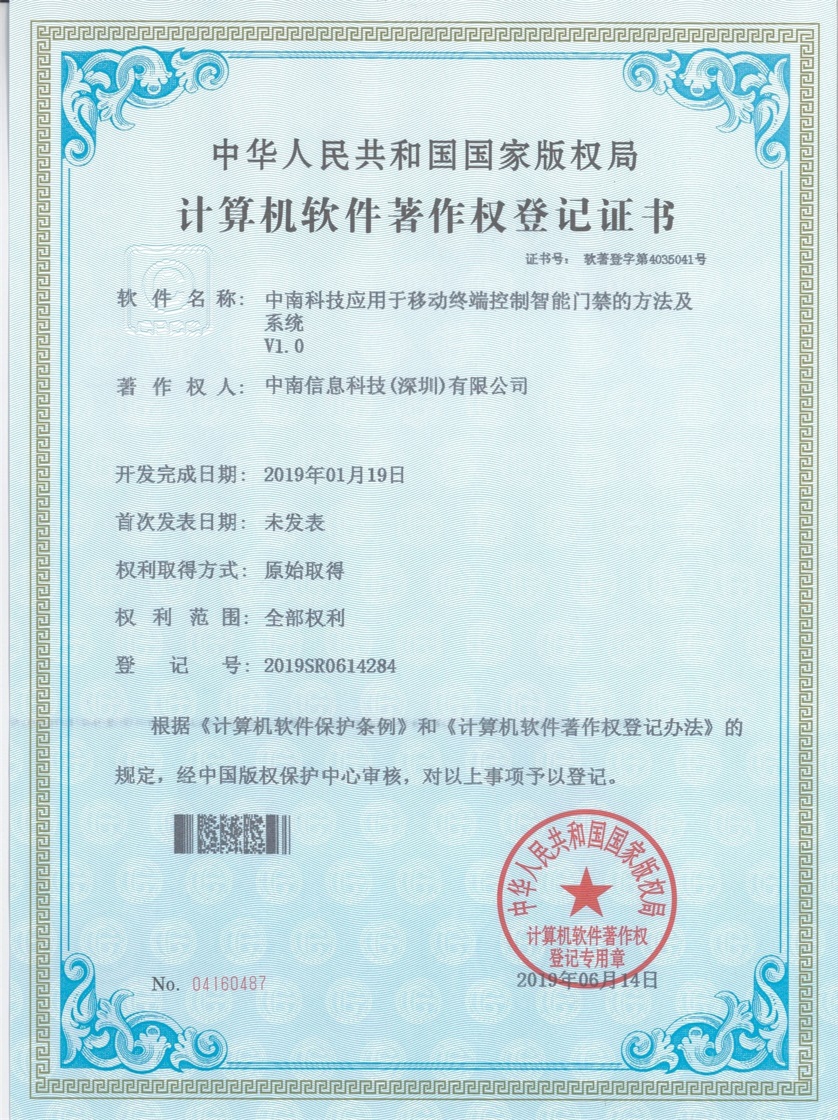 中华人民共和国国家版权局
计算机软件著作权登记证书
证书号： 软著登字第4035041号
软件名称： 中南科技应用于移动终端控制智能门禁的方法及
系统
V1.0
著作权人： 中南信息科技(深圳)有限公司
开发完成日期： 2019年01月19日
首次发表日期： 未发表
权利取得方式： 原始取得
权利范围： 全部权利
登记号： 2019SR0614284
根据《计算机软件保护条例》和《计算机软件著作权登记办法》的
规定，经中国版权保护中心审核，对以上事项予以登记。
中华人民共和国国家版权局
计算机软件著作权
登记专用章
No. 04160487
2019年06月14日